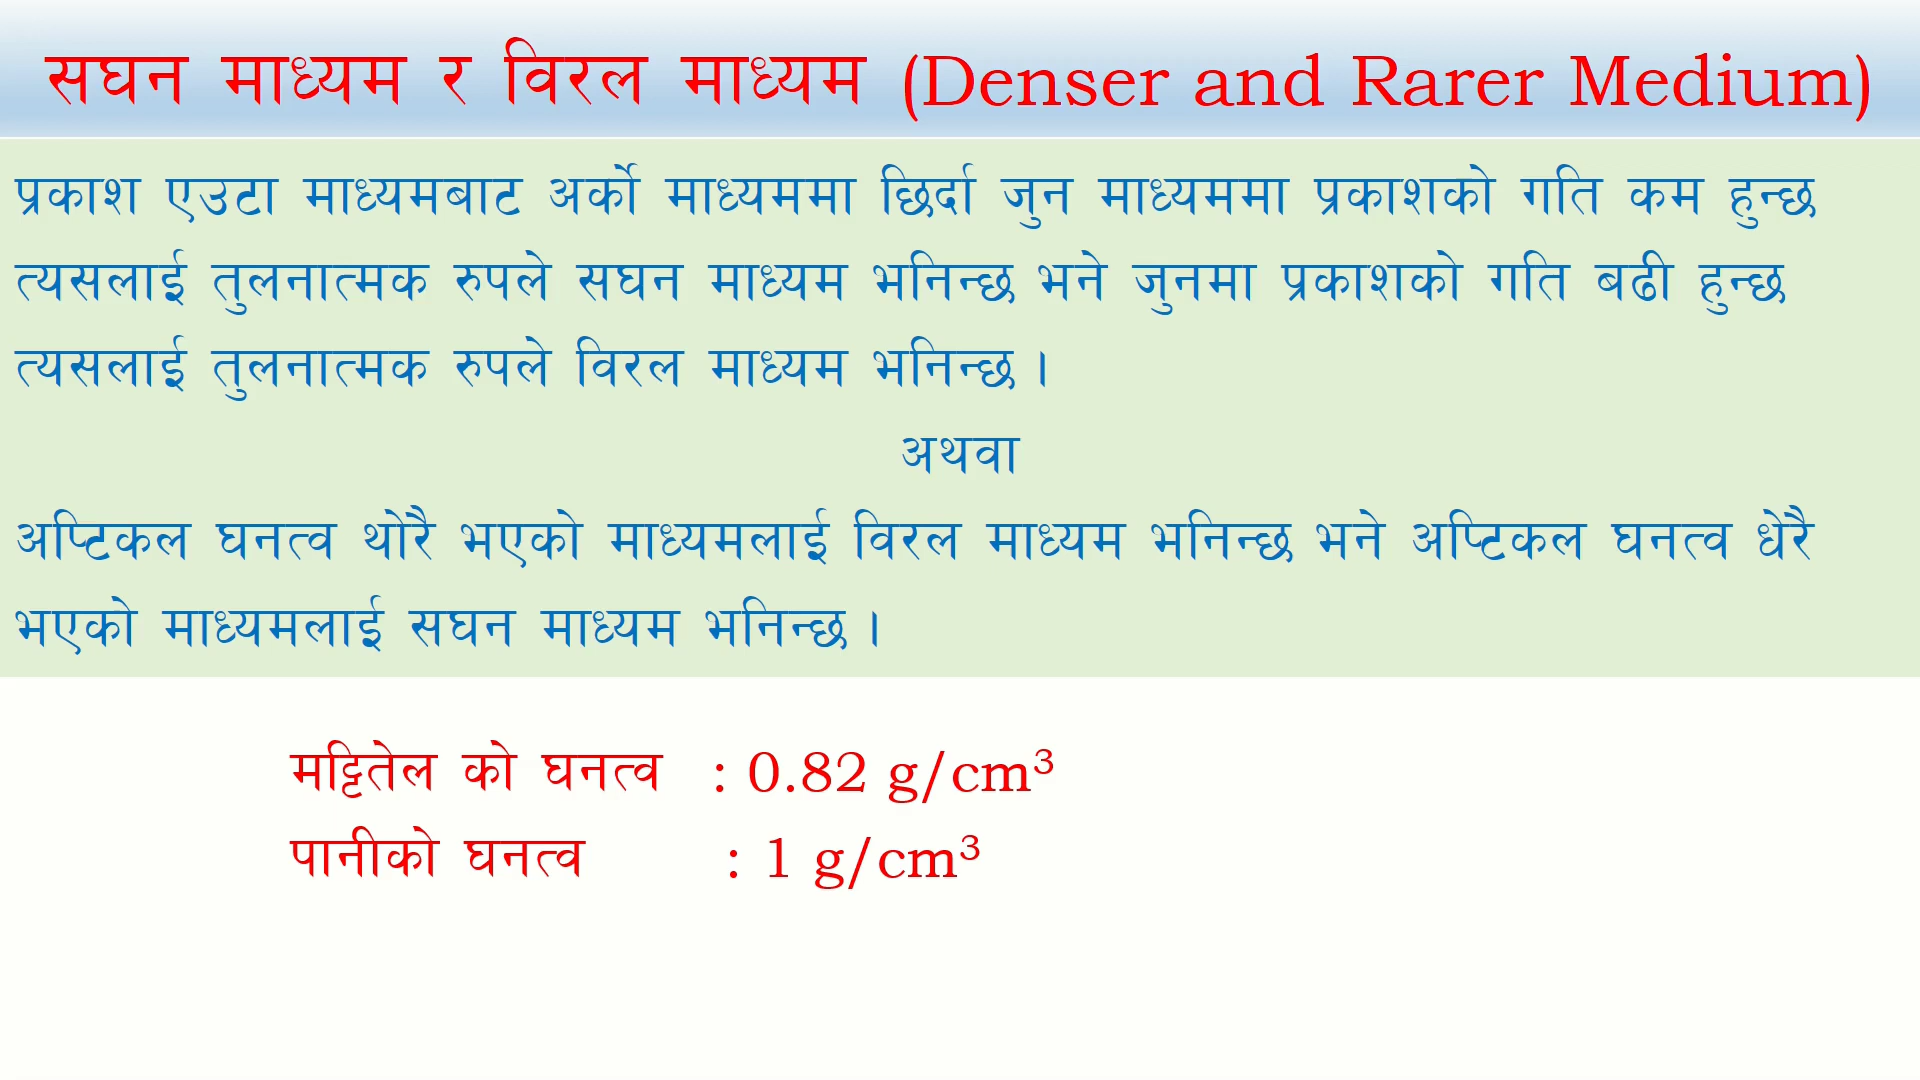 सघन माध्यम र विरल माध्यम (Denser and Rarer Medium)
प्रकाश एउटा माध्यमबाट अर्को माध्यममा छिर्दा जुन माध्यममा प्रकाशको गति कम हुन्छ
त्यसलाई तुलनात्मक रुपले सघन माध्यम भनिन्छ भने जुनमा प्रकाशको गति बढी हुन्छ
त्यसलाई तुलनात्मक रुपले विरल माध्यम भनिन्छ ।
अथवा
अप्टिकल घनत्व थोरै भएको माध्यमलाई विरल माध्यम भनिन्छ भने अप्टिकल घनत्व धेरै
भएको माध्यमलाई सघन माध्यम भनिन्छ ।
मट्टितेल को घनत्व : 0.82 g/cm³
पानीको घनत्व : 1 g/cm³